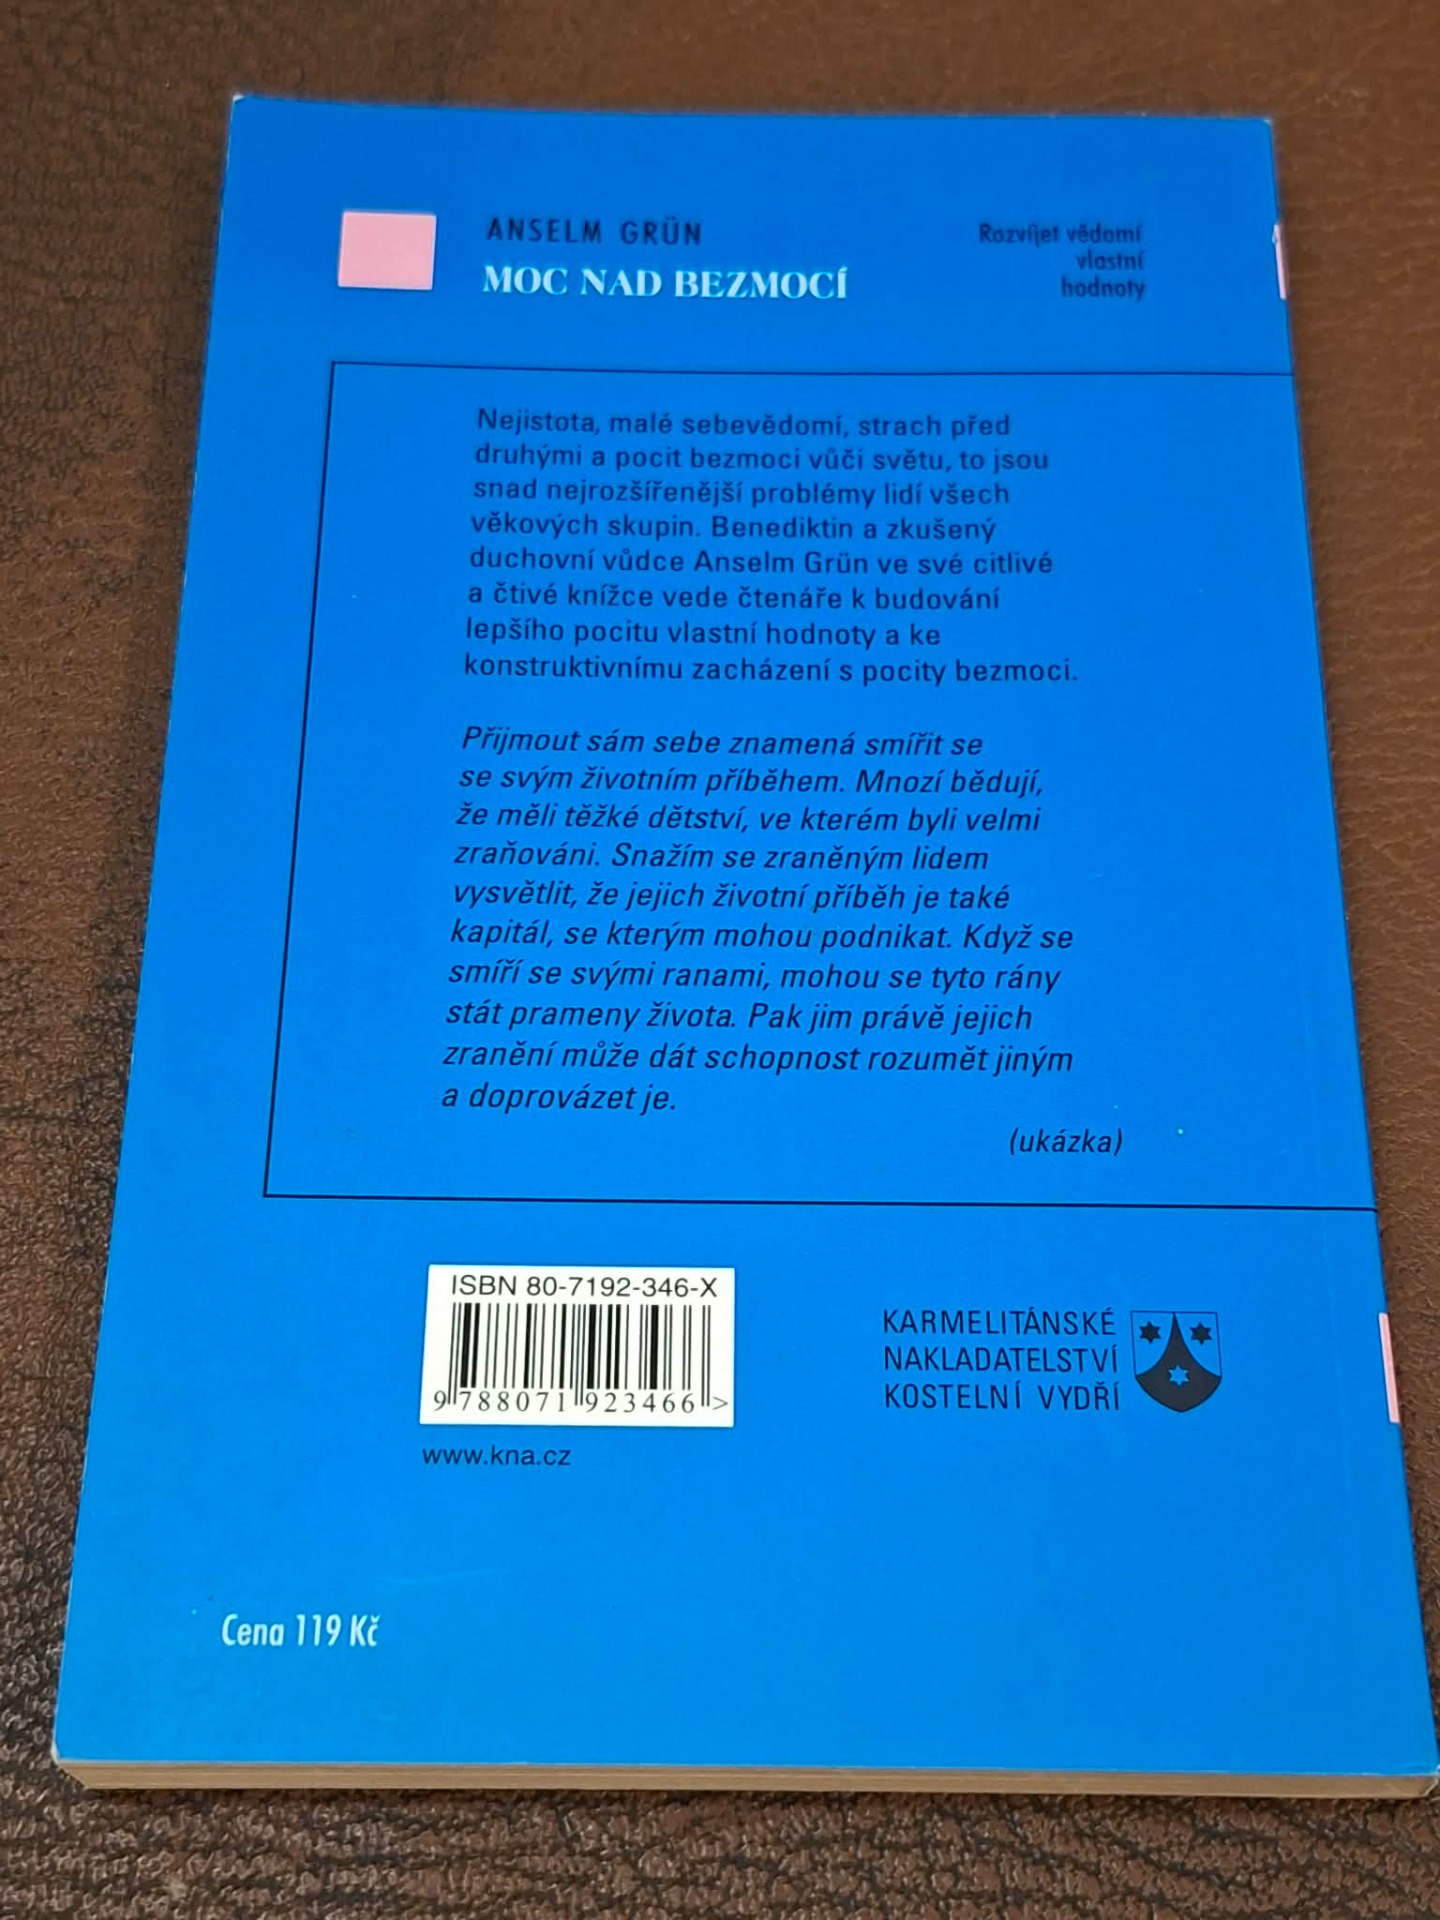 ANSELM GRÜN
MOC NAD BEZMOCÍ
Rozvíjet vědomí
vlastní
hodnoty
Nejistota, malé sebevědomí, strach před
druhými a pocit bezmoci vůči světu, to jsou
snad nejrozšířenější problémy lidí všech
věkových skupin. Benediktin a zkušený
duchovní vůdce Anselm Grün ve své citlivé
a čtivé knížce vede čtenáře k budování
lepšího pocitu vlastní hodnoty a ke
konstruktivnímu zacházení s pocity bezmoci.
Přijmout sám sebe znamená smířit se
se svým životním příběhem. Mnozí bědují,
že měli těžké dětství, ve kterém byli velmi
zraňováni. Snažím se zraněným lidem
vysvětlit, že jejich životní příběh je také
kapitál, se kterým mohou podnikat. Když se
smíří se svými ranami, mohou se tyto rány
stát prameny života. Pak jim právě jejich
zranění může dát schopnost rozumět jiným
a doprovázet je.
(ukázka)
ISBN 80-7192-346-X
9 788071 923466 >
www.kna.cz
KARMELITÁNSKÉ
NAKLADATELSTVÍ
KOSTELNÍ VYDŘÍ
Cena 119 Kč